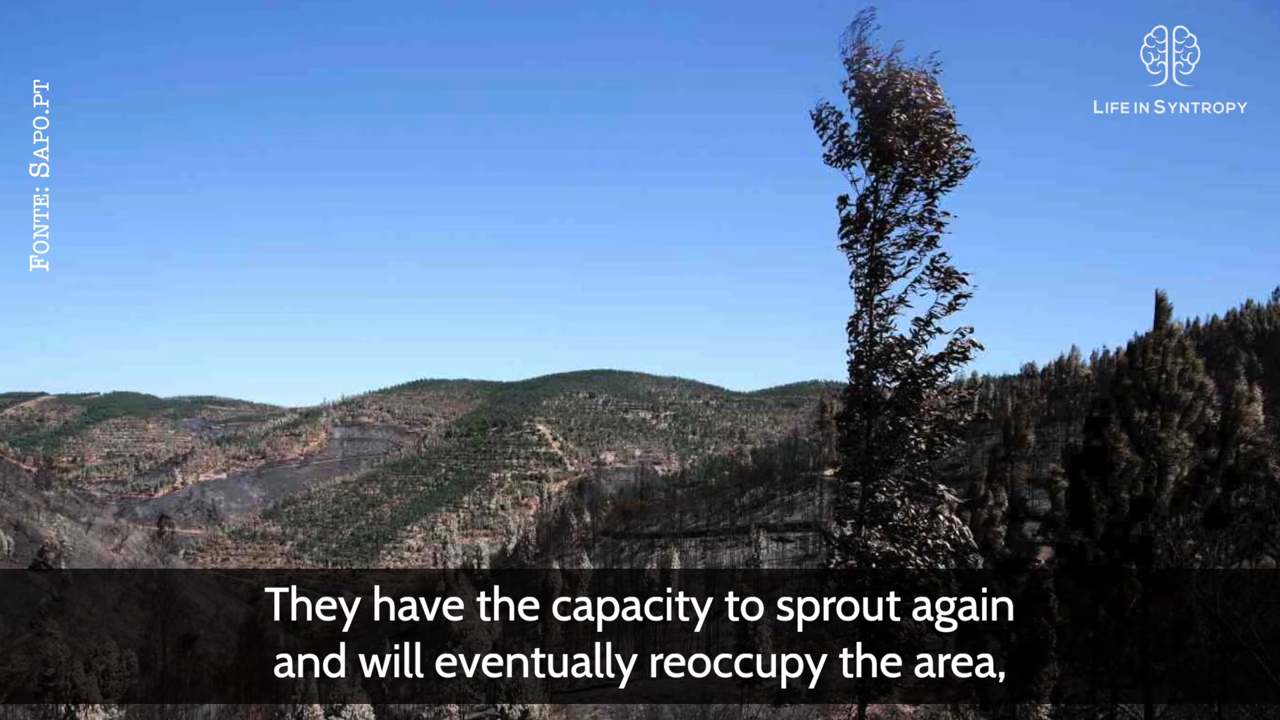 FONTE: SAPO.PT
LIFE IN SYNTROPY
They have the capacity to sprout again
and will eventually reoccupy the area,